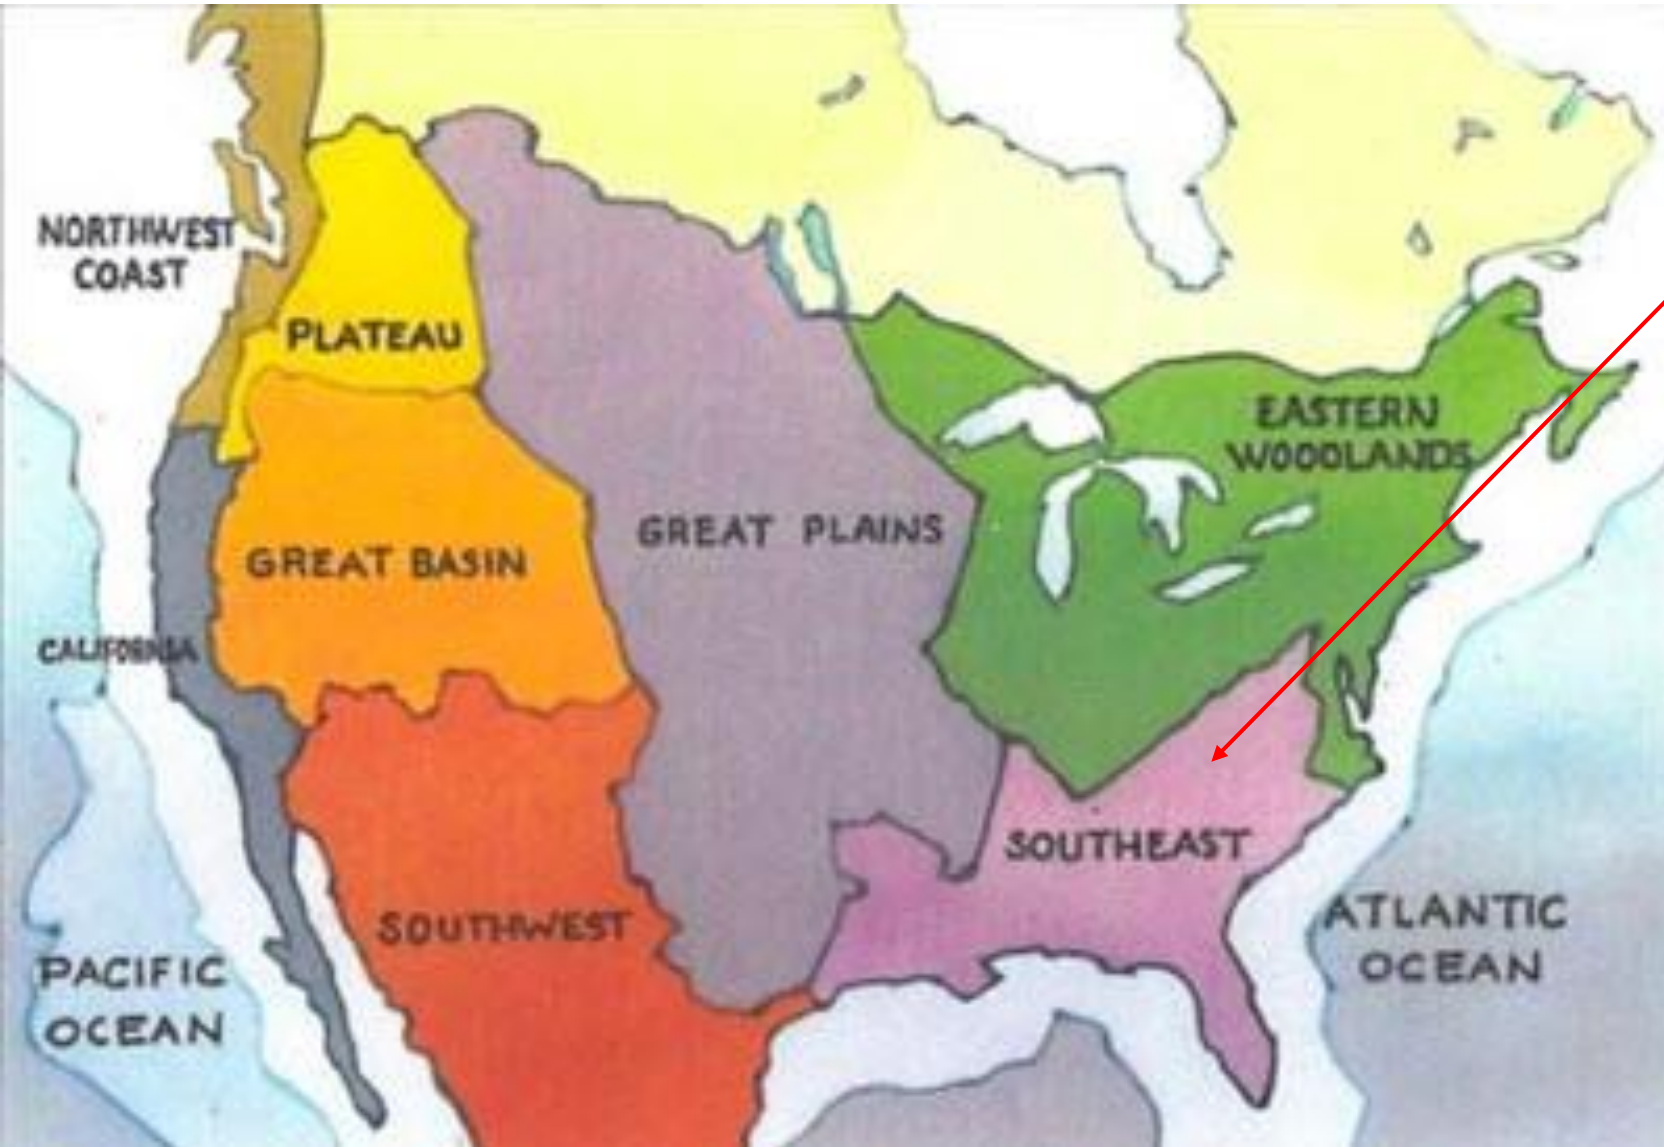 NORTHWEST
COAST
PLATEAU
EASTERN
WOODLANDS
GREAT PLAINS
GREAT BASIN
CALIFORNIA
SOUTHEAST
SOUTHWEST
ATLANTIC
OCEAN
PACIFIC
OCEAN